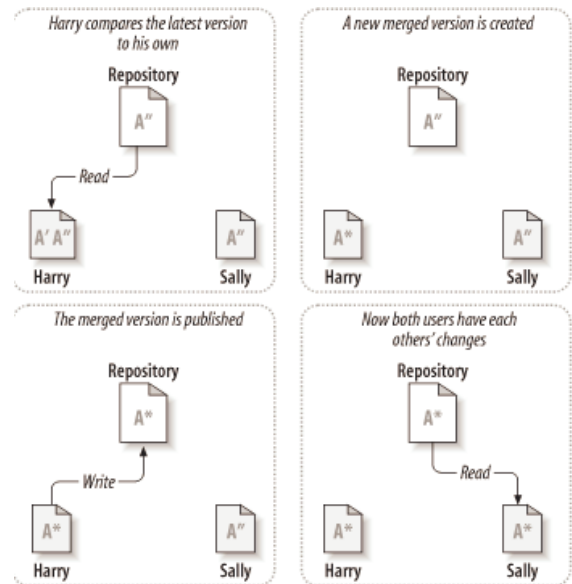 Harry compares the latest version
to his own
Repository
A″
Read
A′ A″
A″
Harry
Sally
A new merged version is created
Repository
A″
A*
A″
Harry
Sally
The merged version is published
Repository
A*
Write
A*
A″
Harry
Sally
Now both users have each
others’ changes
Repository
A*
Read
A*
A*
Harry
Sally